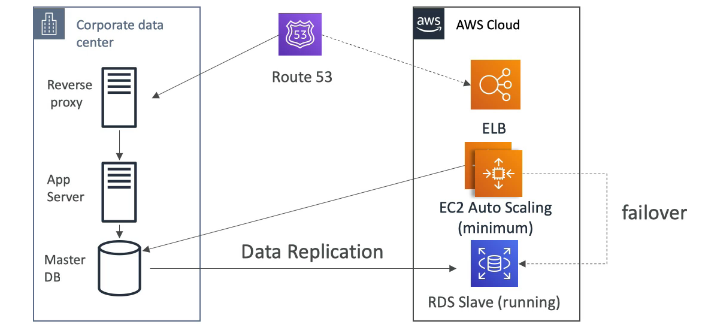 Corporate data
center
aws
AWS Cloud
53
Route 53
Reverse
proxy
ELB
App
Server
EC2 Auto Scaling
(minimum)
failover
Master
DB
Data Replication
RDS Slave (running)